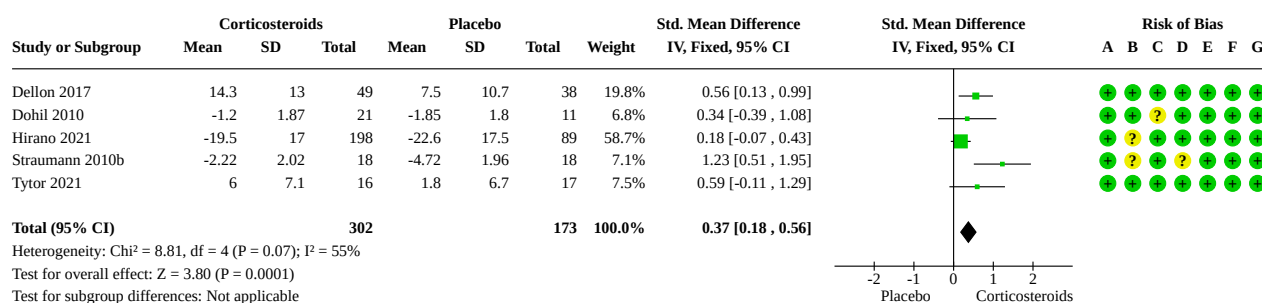 Corticosteroids Placebo Std. Mean Difference Std. Mean Difference Risk of Bias
Study or Subgroup Mean SD Total Mean SD Total Weight IV, Fixed, 95% CI IV, Fixed, 95% CI A B C D E F G
Dellon 2017 14.3 13 49 7.5 10.7 38 19.8% 0.56 [0.13 , 0.99] + + + + + + +
Dohil 2010 -1.2 1.87 21 -1.85 1.8 11 6.8% 0.34 [-0.39 , 1.08] + + ? + + + +
Hirano 2021 -19.5 17 198 -22.6 17.5 89 58.7% 0.18 [-0.07 , 0.43] + ? + + + + +
Straumann 2010b -2.22 2.02 18 -4.72 1.96 18 7.1% 1.23 [0.51 , 1.95] + ? + ? + + +
Tytor 2021 6 7.1 16 1.8 6.7 17 7.5% 0.59 [-0.11 , 1.29] + + + + + + +
Total (95% CI) 302 173 100.0% 0.37 [0.18 , 0.56]
Heterogeneity: Chi² = 8.81, df = 4 (P = 0.07); I² = 55%
Test for overall effect: Z = 3.80 (P = 0.0001)
Test for subgroup differences: Not applicable
-2 -1 0 1 2
Placebo Corticosteroids